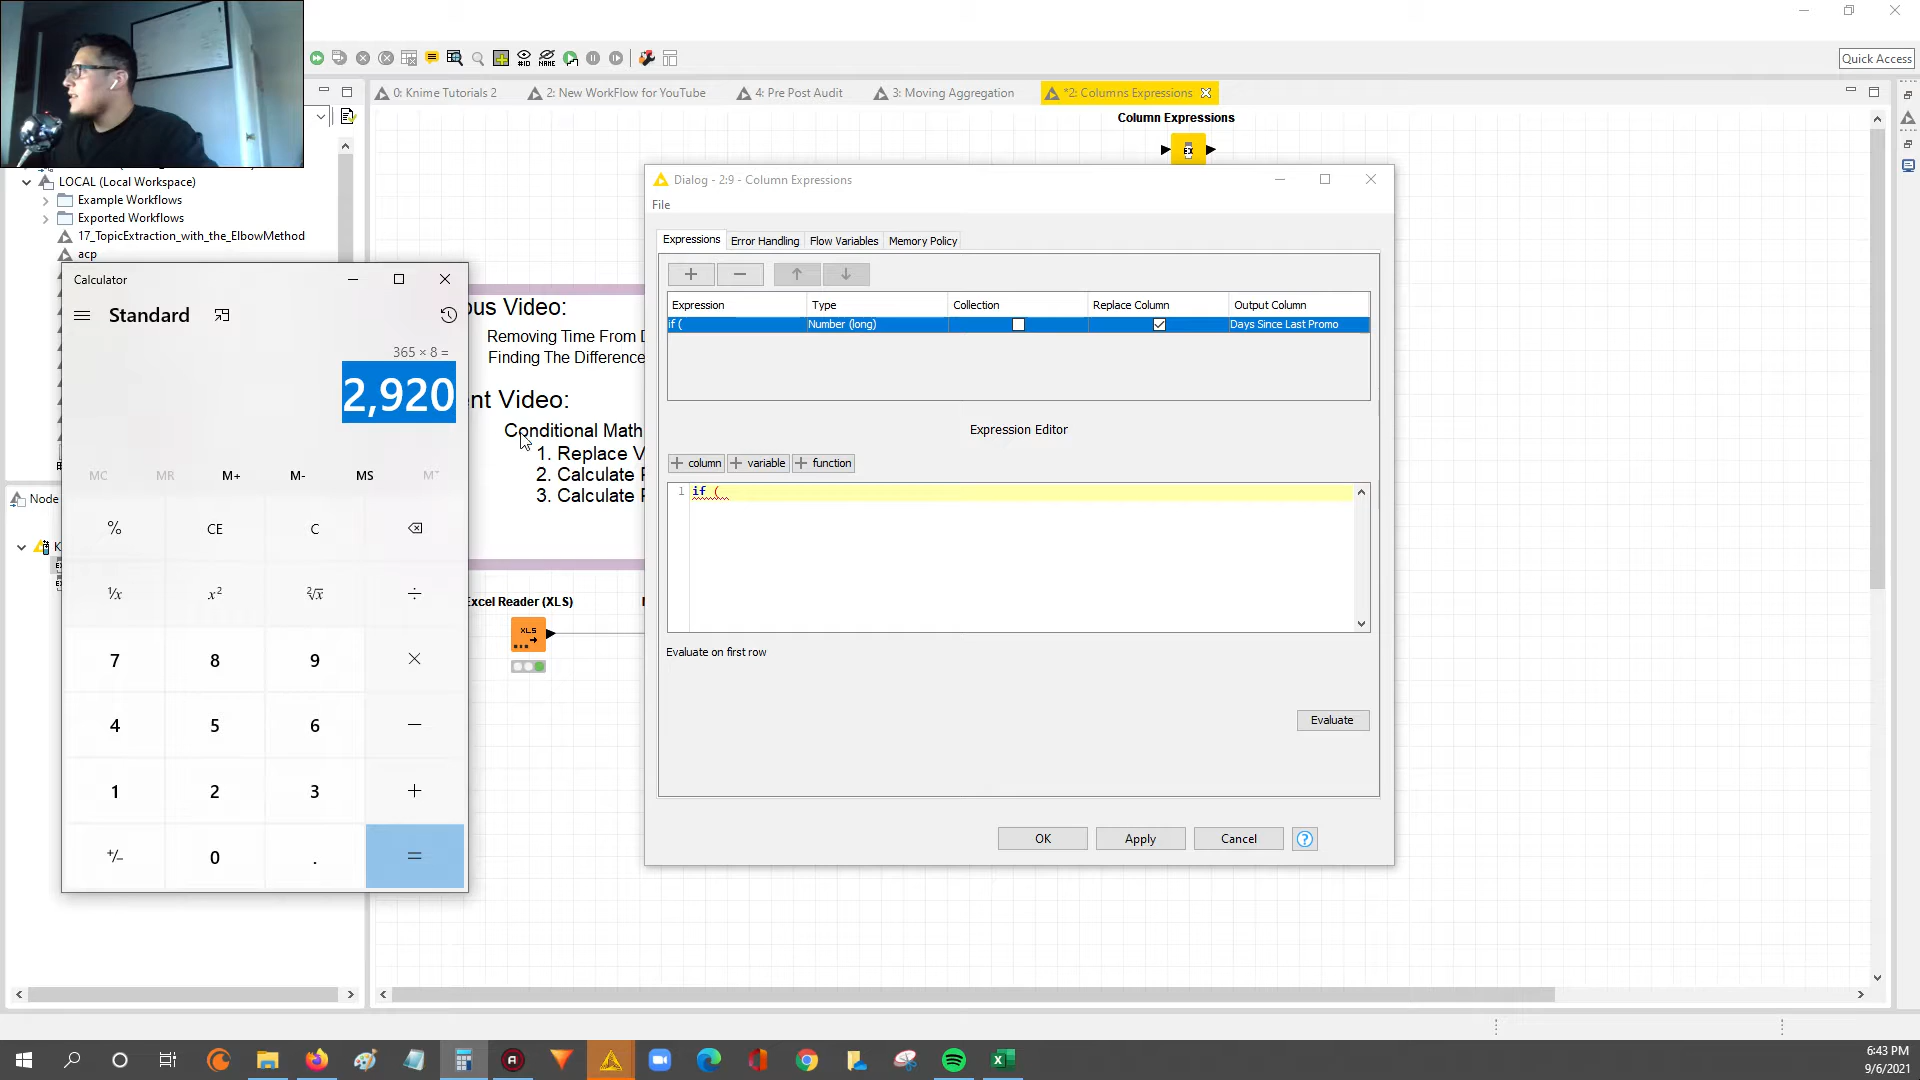 Quick Access
0: Knime Tutorials 2
2: New WorkFlow for YouTube
4: Pre Post Audit
3: Moving Aggregation
*2: Columns Expressions
Column Expressions
LOCAL (Local Workspace)
Example Workflows
Exported Workflows
17_TopicExtraction_with_the_ElbowMethod
acp
Node
K
ous Video:
Removing Time From D
Finding The Difference
nt Video:
Conditional Math
1. Replace V
2. Calculate
3. Calculate
Excel Reader (XLS)
XLS
Calculator
Standard
365 × 8 =
2,920
MC MR M+ M- MS M˅
% CE C
¹/x x² ²√x ÷
7 8 9 ×
4 5 6 −
1 2 3 +
+/− 0 . =
Dialog - 2:9 - Column Expressions
File
Expressions Error Handling Flow Variables Memory Policy
Expression Type Collection Replace Column Output Column
if ( Number (long) Days Since Last Promo
Expression Editor
column variable function
1 if (
Evaluate on first row
Evaluate
OK Apply Cancel
6:43 PM
9/6/2021